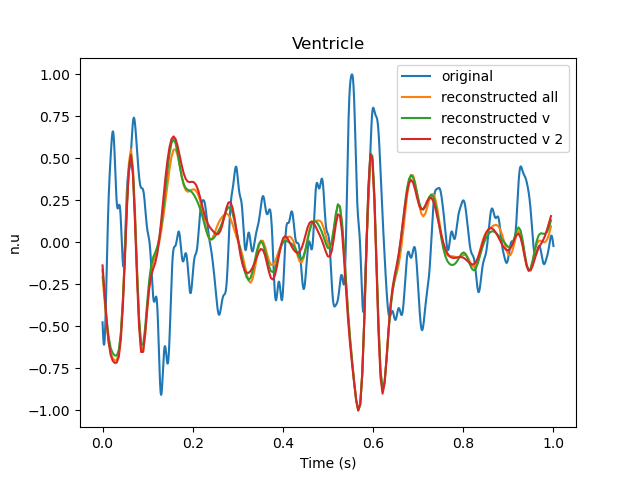 Ventricle
original
reconstructed all
reconstructed v
reconstructed v 2
1.00
0.75
0.50
0.25
0.00
−0.25
−0.50
−0.75
−1.00
n.u
0.0
0.2
0.4
0.6
0.8
1.0
Time (s)